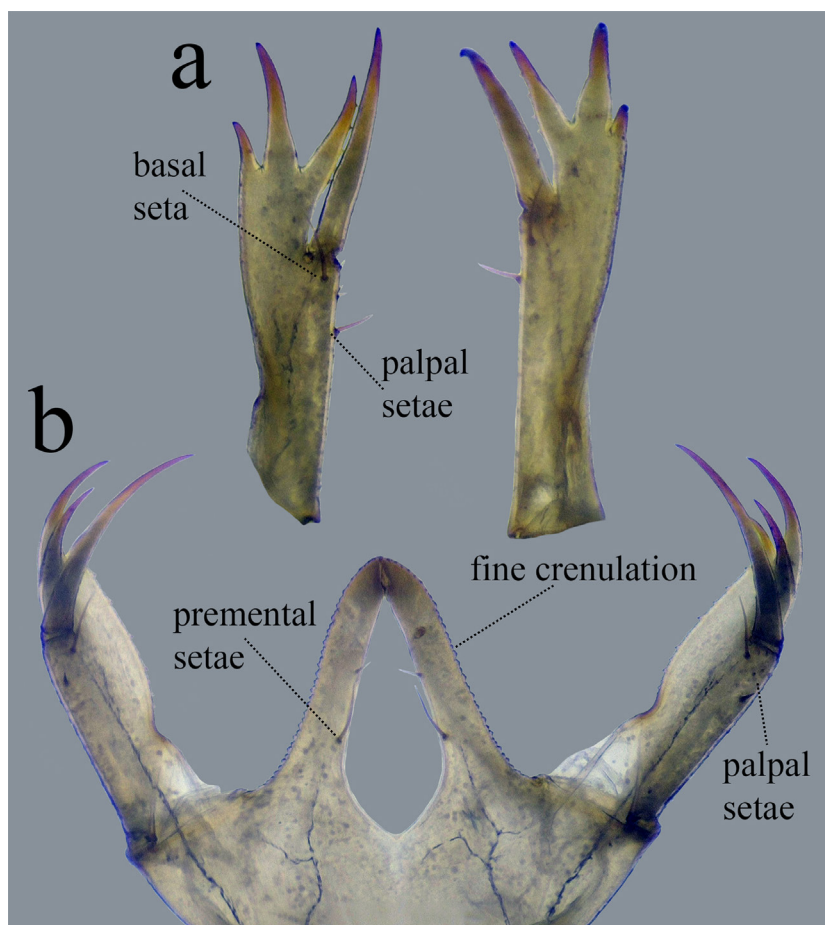 a
basal
seta
palpal
setae
b
fine crenulation
premental
setae
palpal
setae